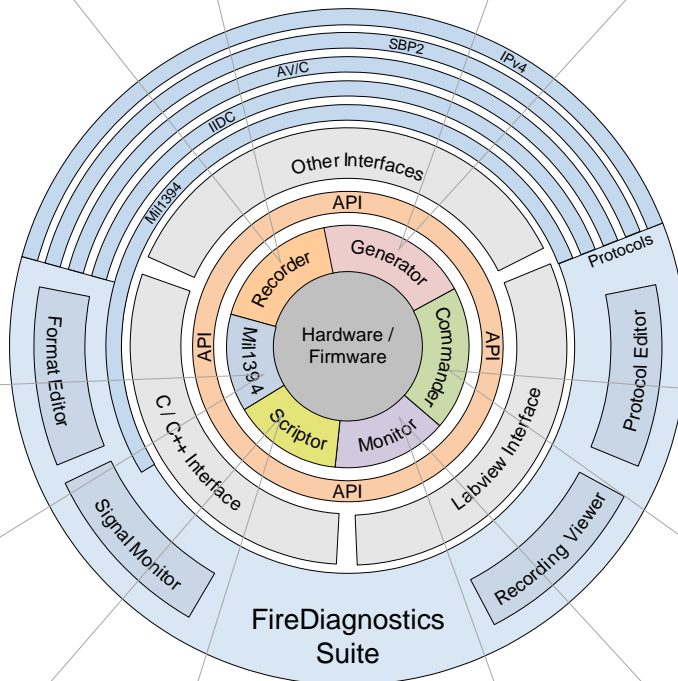 IPv4
SBP2
AV/C
IIDC
Mil1394
Protocols
Other Interfaces
API
Recorder
Generator
Mil1394
Hardware /
Firmware
Commander
API
API
Scriptor
Monitor
API
C / C++ Interface
Labview Interface
Format Editor
Protocol Editor
Signal Monitor
Recording Viewer
FireDiagnostics
Suite